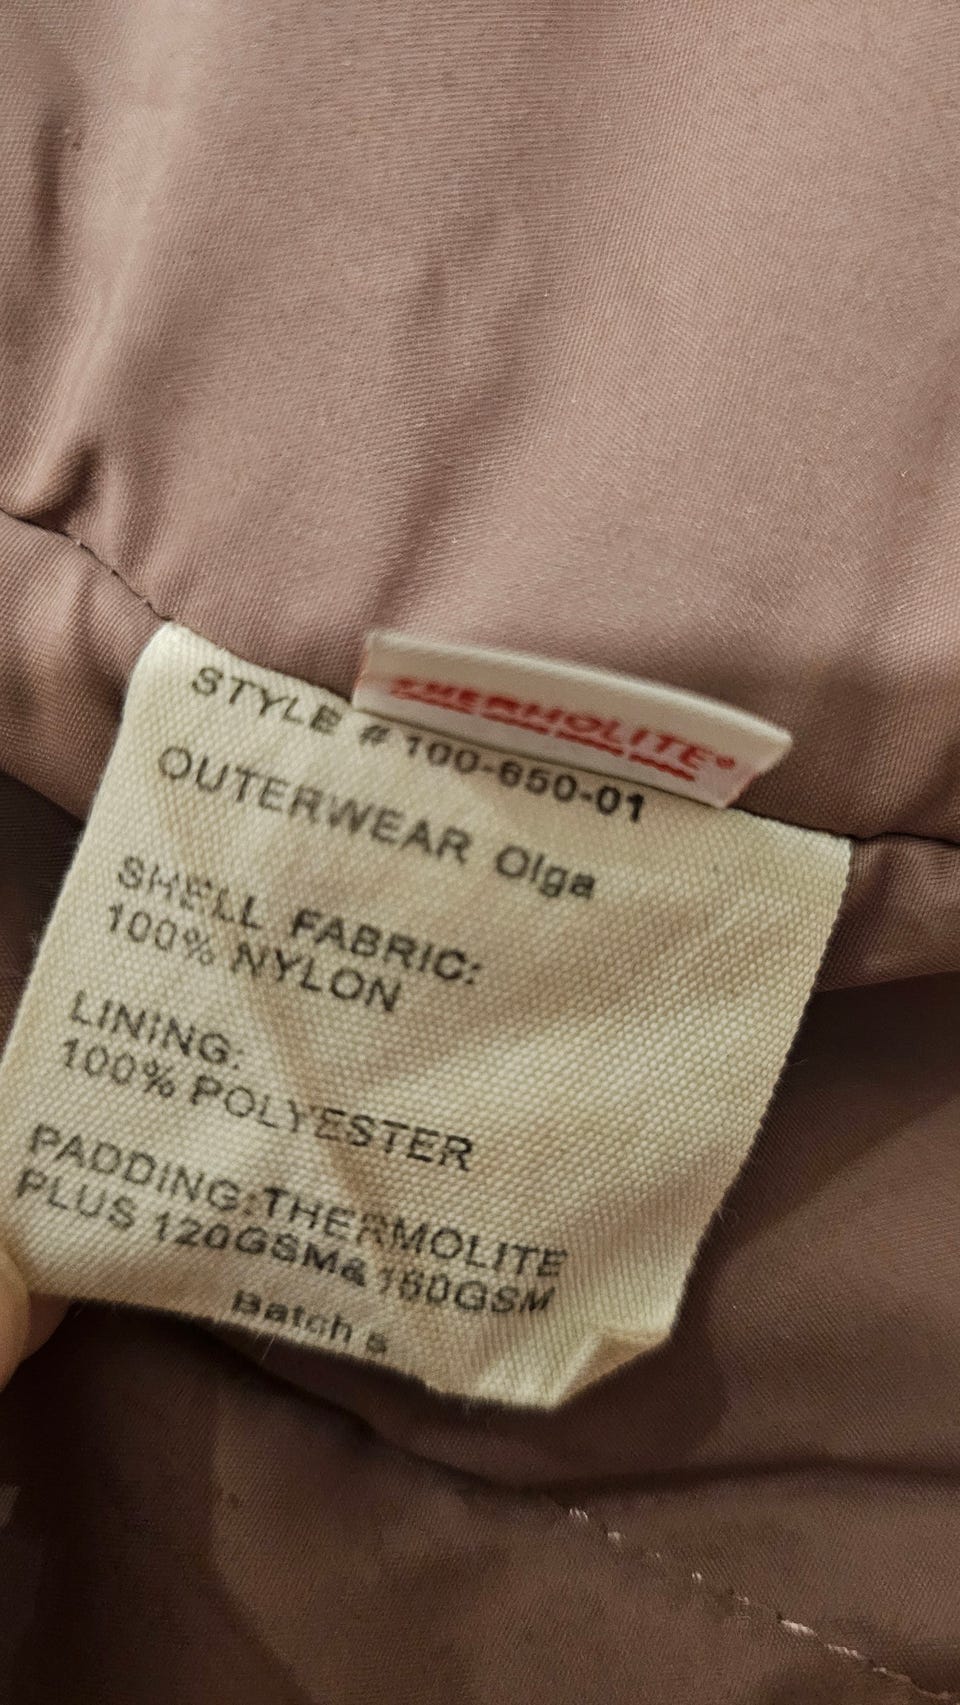 THERMOLITE®
STYLE # 100-650-01
OUTERWEAR Olga
SHELL FABRIC:
100% NYLON
LINING:
100% POLYESTER
PADDING:THERMOLITE
PLUS 120GSM& 160GSM
Batch